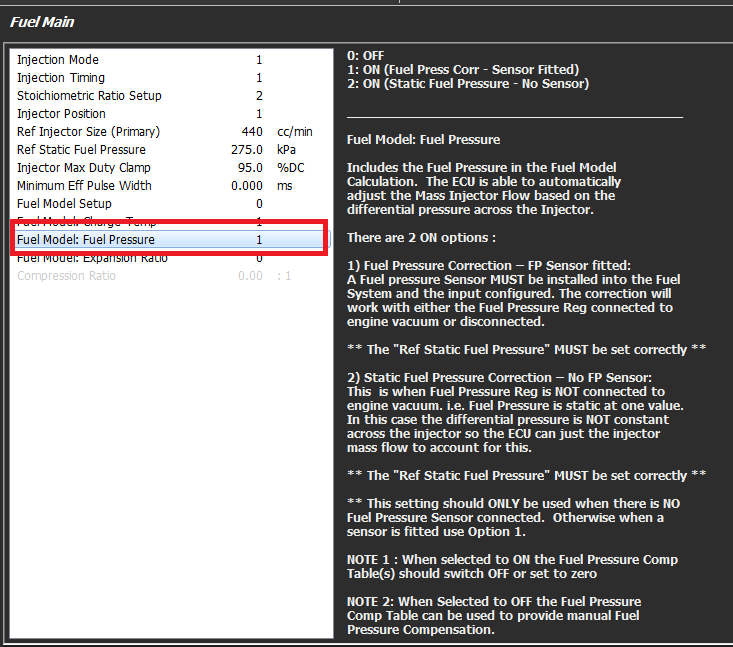 Fuel Main
Injection Mode 1
Injection Timing 1
Stoichiometric Ratio Setup 2
Injector Position 1
Ref Injector Size (Primary) 440 cc/min
Ref Static Fuel Pressure 275.0 kPa
Injector Max Duty Clamp 95.0 %DC
Minimum Eff Pulse Width 0.000 ms
Fuel Model Setup 0
Fuel Model: Charge Temp 1
Fuel Model: Fuel Pressure 1
Fuel Model: Expansion Ratio 0
Compression Ratio 0.00 : 1
0: OFF
1: ON (Fuel Press Corr - Sensor Fitted)
2: ON (Static Fuel Pressure - No Sensor)
Fuel Model: Fuel Pressure
Includes the Fuel Pressure in the Fuel Model
Calculation. The ECU is able to automatically
adjust the Mass Injector Flow based on the
differential pressure across the Injector.
There are 2 ON options :
1) Fuel Pressure Correction – FP Sensor fitted:
A Fuel pressure Sensor MUST be installed into the Fuel
System and the input configured. The correction will
work with either the Fuel Pressure Reg connected to
engine vacuum or disconnected.
** The "Ref Static Fuel Pressure" MUST be set correctly **
2) Static Fuel Pressure Correction – No FP Sensor:
This is when Fuel Pressure Reg is NOT connected to
engine vacuum. i.e. Fuel Pressure is static at one value.
In this case the differential pressure is NOT constant
across the injector so the ECU can just the injector
mass flow to account for this.
** The "Ref Static Fuel Pressure" MUST be set correctly **
** This setting should ONLY be used when there is NO
Fuel Pressure Sensor connected. Otherwise when a
sensor is fitted use Option 1.
NOTE 1 : When selected to ON the Fuel Pressure Comp
Table(s) should switch OFF or set to zero
NOTE 2: When Selected to OFF the Fuel Pressure
Comp Table can be used to provide manual Fuel
Pressure Compensation.